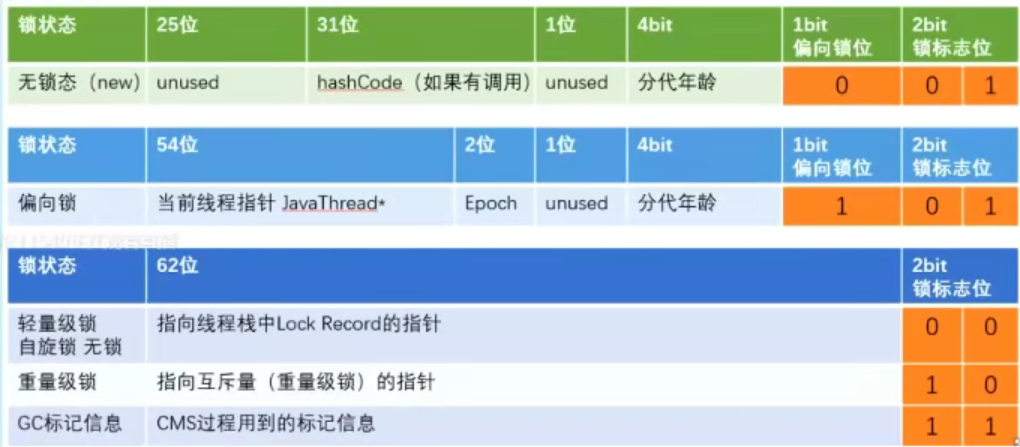 锁状态 25位 31位 1位 4bit 1bit 2bit
偏向锁位 锁标志位
无锁态（new） unused hashCode（如果有调用） unused 分代年龄 0 0 1
锁状态 54位 2位 1位 4bit 1bit 2bit
偏向锁位 锁标志位
偏向锁 当前线程指针 JavaThread* Epoch unused 分代年龄 1 0 1
锁状态 62位 2bit
锁标志位
轻量级锁 指向线程栈中Lock Record的指针 0 0
自旋锁 无锁
重量级锁 指向互斥量（重量级锁）的指针 1 0
GC标记信息 CMS过程用到的标记信息 1 1